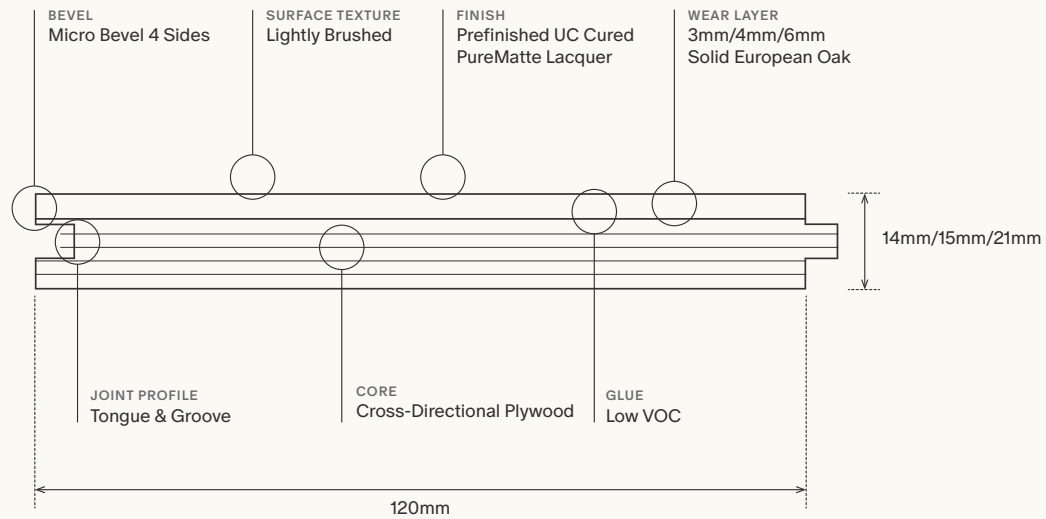 BEVEL
Micro Bevel 4 Sides
SURFACE TEXTURE
Lightly Brushed
FINISH
Prefinished UC Cured
PureMatte Lacquer
WEAR LAYER
3mm/4mm/6mm
Solid European Oak
14mm/15mm/21mm
JOINT PROFILE
Tongue & Groove
CORE
Cross-Directional Plywood
GLUE
Low VOC
120mm